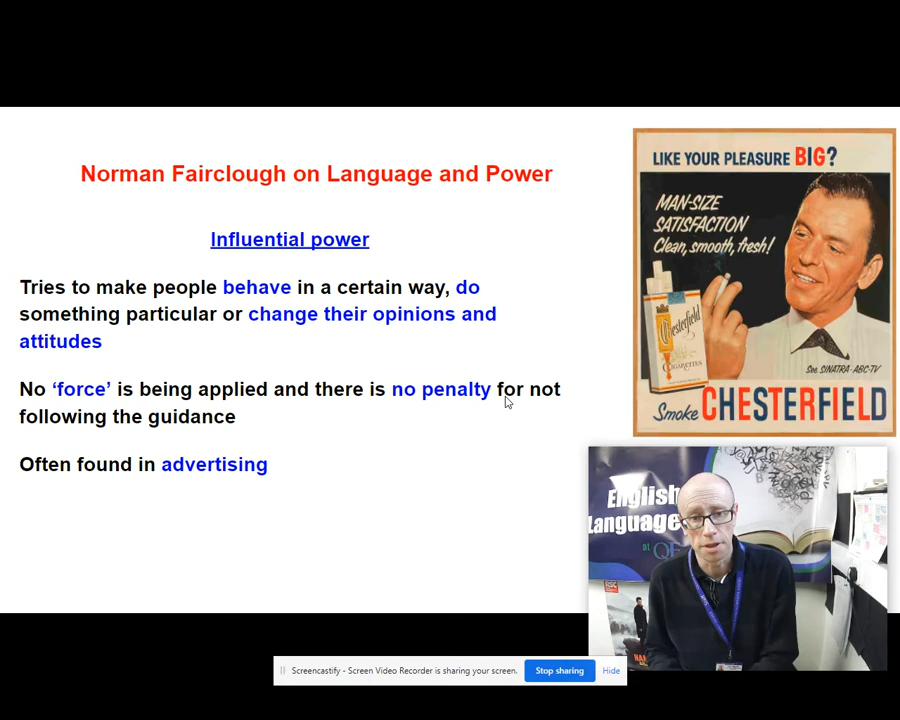 Norman Fairclough on Language and Power
Influential power
Tries to make people behave in a certain way, do
something particular or change their opinions and
attitudes
No ‘force’ is being applied and there is no penalty for not
following the guidance
Often found in advertising
LIKE YOUR PLEASURE BIG?
MAN-SIZE
SATISFACTION
Clean, smooth, fresh!
Chesterfield
CIGARETTES
See SINATRA·ABC-TV
Smoke CHESTERFIELD
English
Language
at QE
Screencastify - Screen Video Recorder is sharing your screen.
Stop sharing
Hide